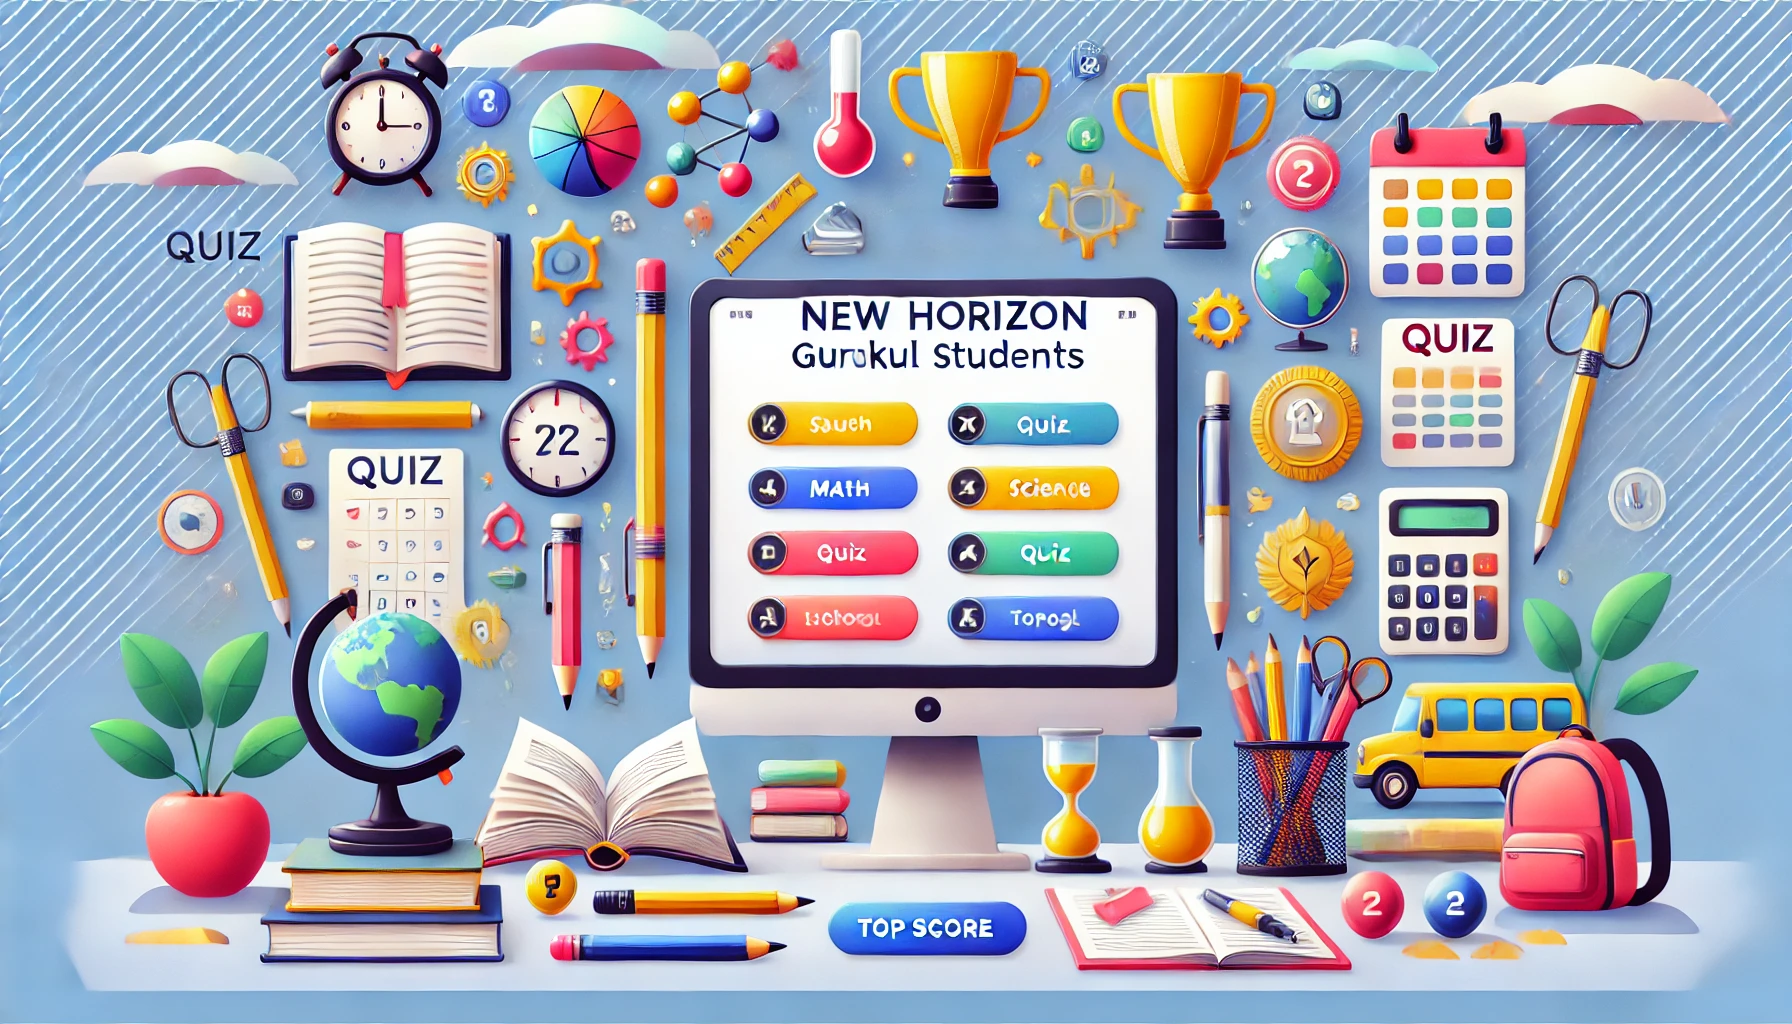 QUIZ
NEW HORIZON
Gurukul Students
2
QUIZ
22
QUIZ
Sauch
Quiz
MATH
Science
Quiz
Quiz
Topogl
TOP SCORE
2
2